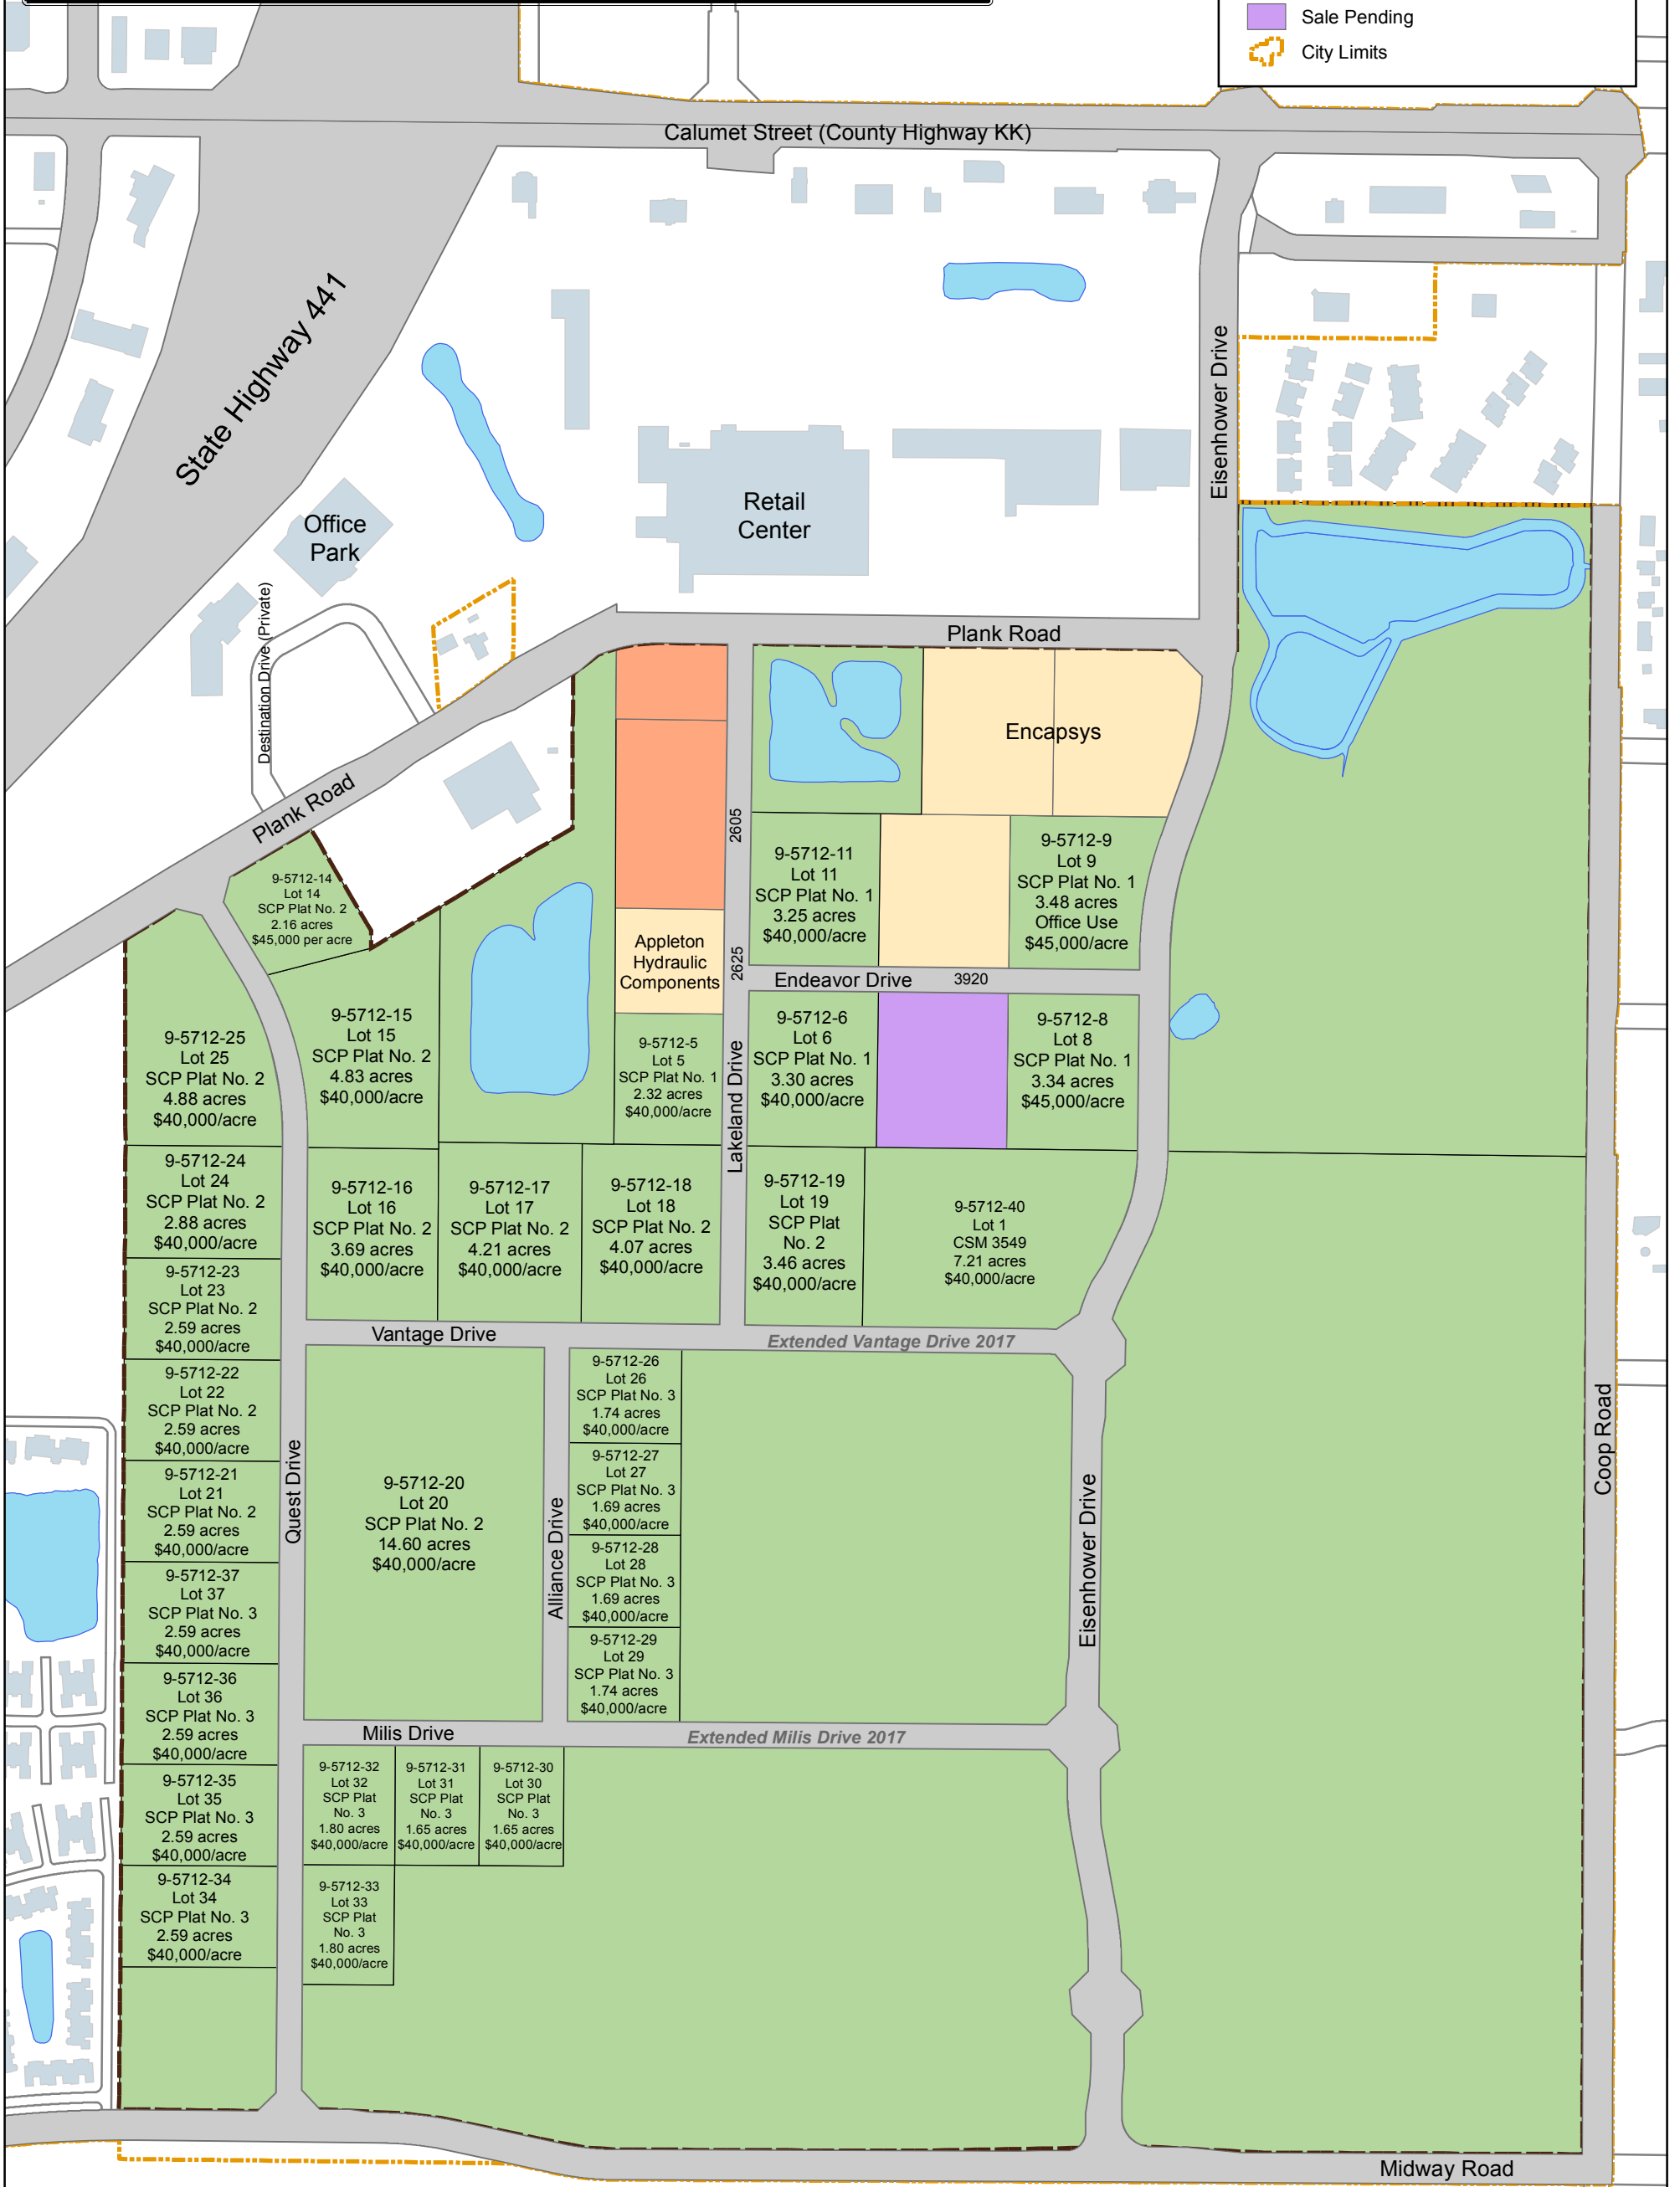 Sale Pending
City Limits
Calumet Street (County Highway KK)
State Highway 441
Eisenhower Drive
Office
Park
Retail
Center
Destination Drive (Private)
Plank Road
Plank Road
Encapsys
2605
9-5712-11
Lot 11
SCP Plat No. 1
3.25 acres
$40,000/acre
9-5712-9
Lot 9
SCP Plat No. 1
3.48 acres
Office Use
$45,000/acre
9-5712-14
Lot 14
SCP Plat No. 2
2.16 acres
$45,000 per acre
Appleton
Hydraulic
Components
2625
Endeavor Drive
3920
9-5712-25
Lot 25
SCP Plat No. 2
4.88 acres
$40,000/acre
9-5712-15
Lot 15
SCP Plat No. 2
4.83 acres
$40,000/acre
9-5712-5
Lot 5
SCP Plat No. 1
2.32 acres
$40,000/acre
Lakeland Drive
9-5712-6
Lot 6
SCP Plat No. 1
3.30 acres
$40,000/acre
9-5712-8
Lot 8
SCP Plat No. 1
3.34 acres
$45,000/acre
9-5712-24
Lot 24
SCP Plat No. 2
2.88 acres
$40,000/acre
9-5712-16
Lot 16
SCP Plat No. 2
3.69 acres
$40,000/acre
9-5712-17
Lot 17
SCP Plat No. 2
4.21 acres
$40,000/acre
9-5712-18
Lot 18
SCP Plat No. 2
4.07 acres
$40,000/acre
9-5712-19
Lot 19
SCP Plat
No. 2
3.46 acres
$40,000/acre
9-5712-40
Lot 1
CSM 3549
7.21 acres
$40,000/acre
9-5712-23
Lot 23
SCP Plat No. 2
2.59 acres
$40,000/acre
Vantage Drive
Extended Vantage Drive 2017
9-5712-22
Lot 22
SCP Plat No. 2
2.59 acres
$40,000/acre
9-5712-26
Lot 26
SCP Plat No. 3
1.74 acres
$40,000/acre
9-5712-21
Lot 21
SCP Plat No. 2
2.59 acres
$40,000/acre
Quest Drive
9-5712-20
Lot 20
SCP Plat No. 2
14.60 acres
$40,000/acre
Alliance Drive
9-5712-27
Lot 27
SCP Plat No. 3
1.69 acres
$40,000/acre
9-5712-28
Lot 28
SCP Plat No. 3
1.69 acres
$40,000/acre
9-5712-29
Lot 29
SCP Plat No. 3
1.74 acres
$40,000/acre
Eisenhower Drive
Coop Road
9-5712-37
Lot 37
SCP Plat No. 3
2.59 acres
$40,000/acre
9-5712-36
Lot 36
SCP Plat No. 3
2.59 acres
$40,000/acre
Milis Drive
Extended Milis Drive 2017
9-5712-35
Lot 35
SCP Plat No. 3
2.59 acres
$40,000/acre
9-5712-32
Lot 32
SCP Plat
No. 3
1.80 acres
$40,000/acre
9-5712-31
Lot 31
SCP Plat
No. 3
1.65 acres
$40,000/acre
9-5712-30
Lot 30
SCP Plat
No. 3
1.65 acres
$40,000/acre
9-5712-34
Lot 34
SCP Plat No. 3
2.59 acres
$40,000/acre
9-5712-33
Lot 33
SCP Plat
No. 3
1.80 acres
$40,000/acre
Midway Road